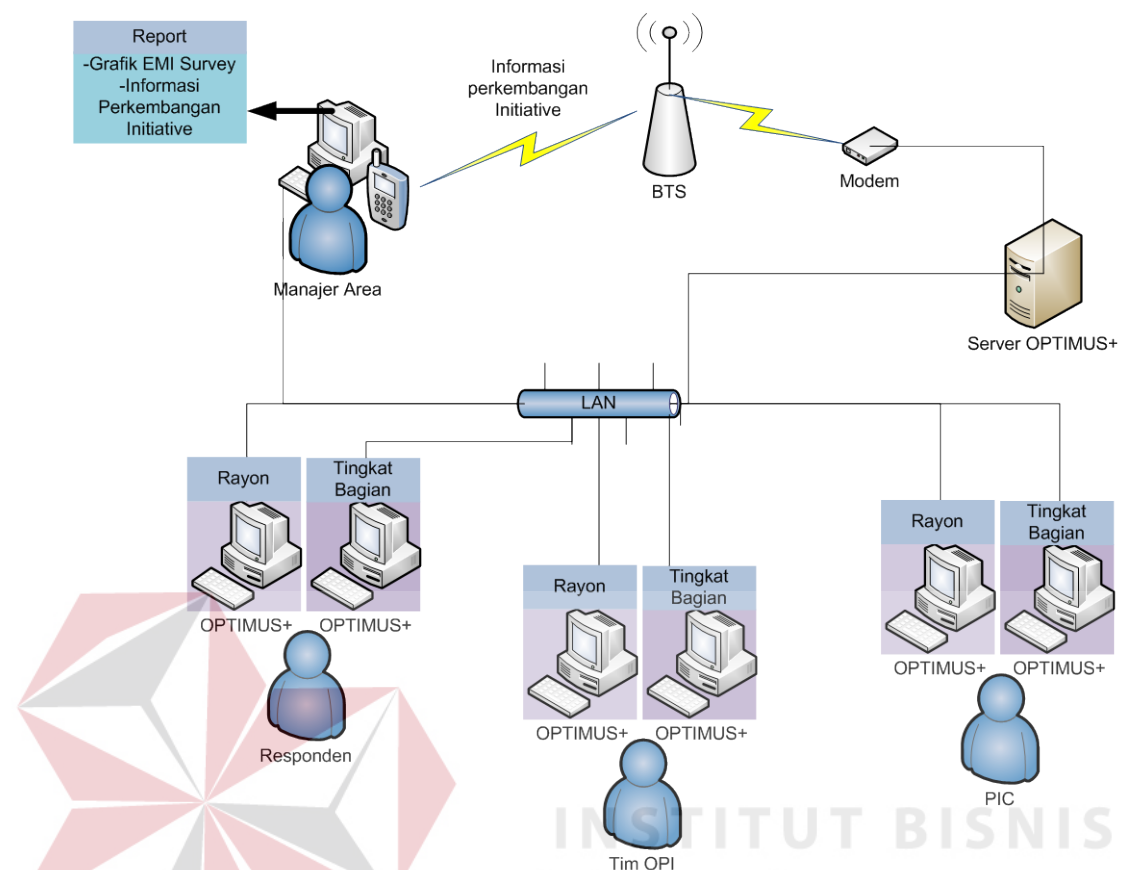 Report
-Grafik EMI Survey
-Informasi
Perkembangan
Initiative
Informasi
perkembangan
Initiative
BTS
Modem
Manajer Area
Server OPTIMUS+
LAN
Rayon
Tingkat
Bagian
OPTIMUS+
OPTIMUS+
Responden
Rayon
Tingkat
Bagian
OPTIMUS+
OPTIMUS+
Tim OPI
Rayon
Tingkat
Bagian
OPTIMUS+
OPTIMUS+
PIC
INSTITUT BISNIS